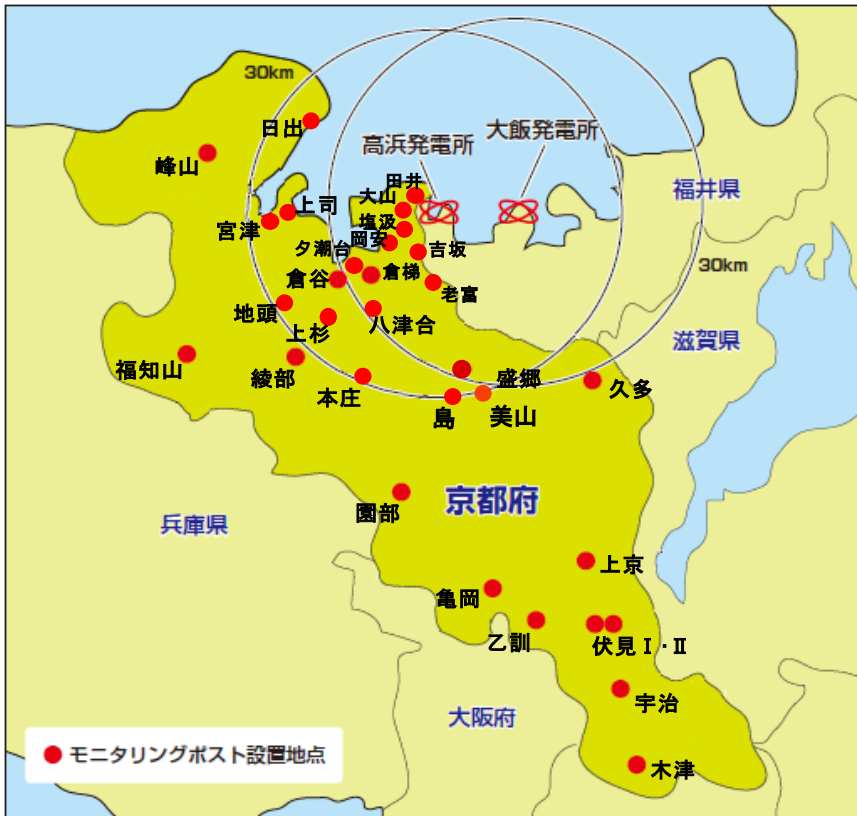 30km
日出
高浜発電所
大飯発電所
峰山
田井
大山
福井県
上司
宮津
塩汲
岡安
夕潮台
吉坂
倉梯
倉谷
30km
老富
地頭
上杉
八津合
滋賀県
福知山
綾部
本庄
盛郷
久多
島
美山
京都府
園部
兵庫県
上京
亀岡
乙訓
伏見Ⅰ・Ⅱ
宇治
大阪府
モニタリングポスト設置地点
木津